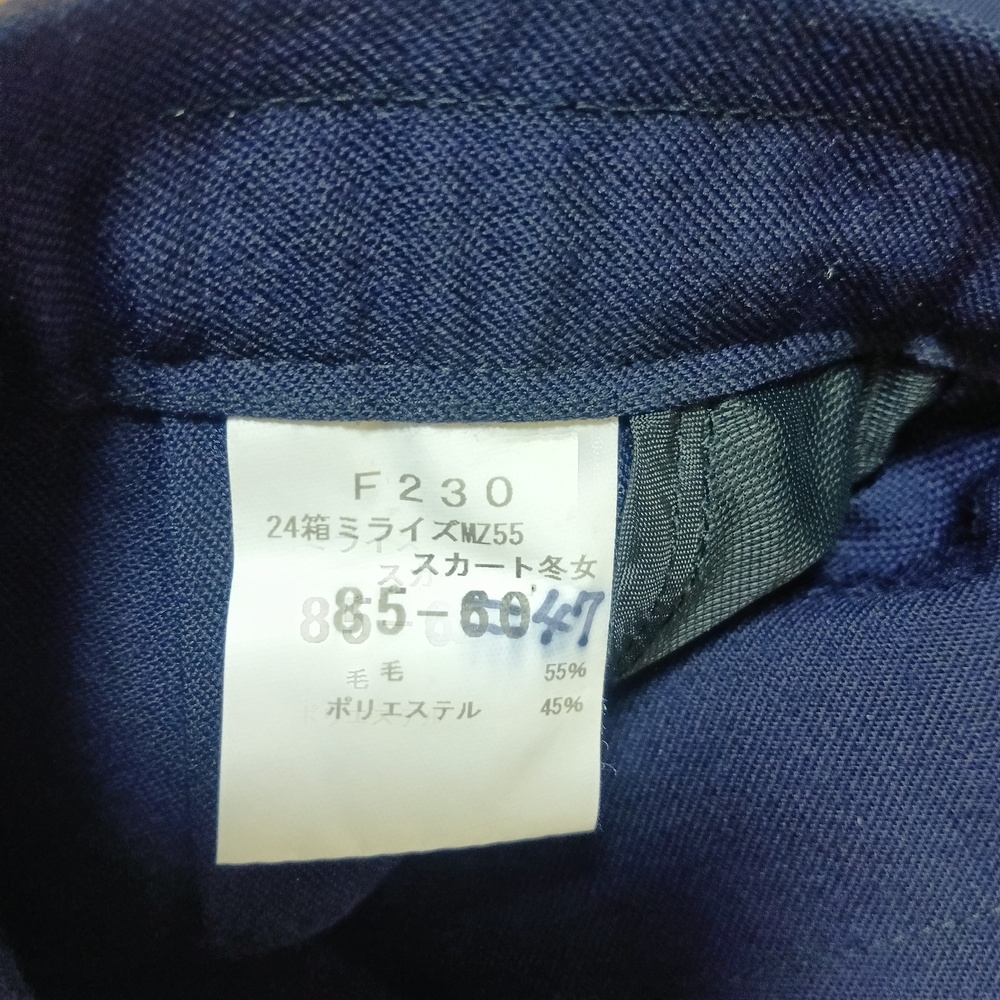 F230
24箱ミライズMZ55
スカート冬女
85-60 47
毛 55%
ポリエステル 45%